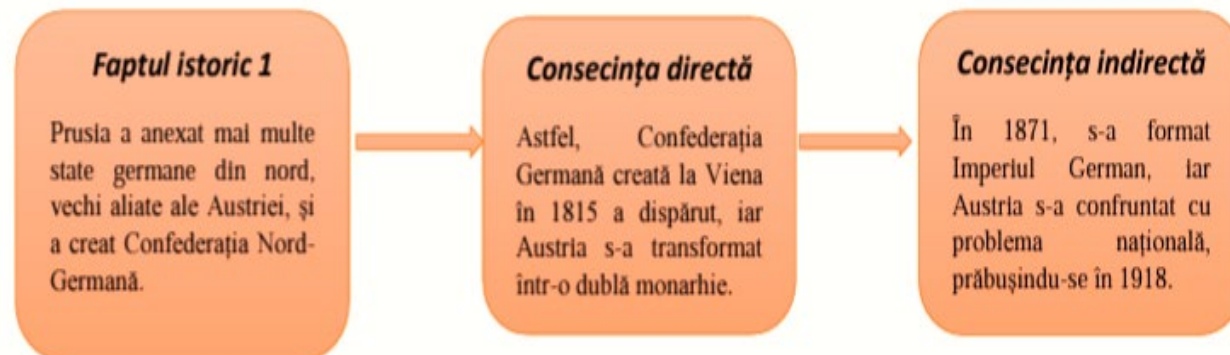 Faptul istoric 1
Prusia a anexat mai multe
state germane din nord,
vechi aliate ale Austriei, și
a creat Confederația Nord-
Germană.
Consecința directă
Astfel, Confederația
Germană creată la Viena
în 1815 a dispărut, iar
Austria s-a transformat
într-o dublă monarhie.
Consecința indirectă
În 1871, s-a format
Imperiul German, iar
Austria s-a confruntat cu
problema națională,
prăbușindu-se în 1918.